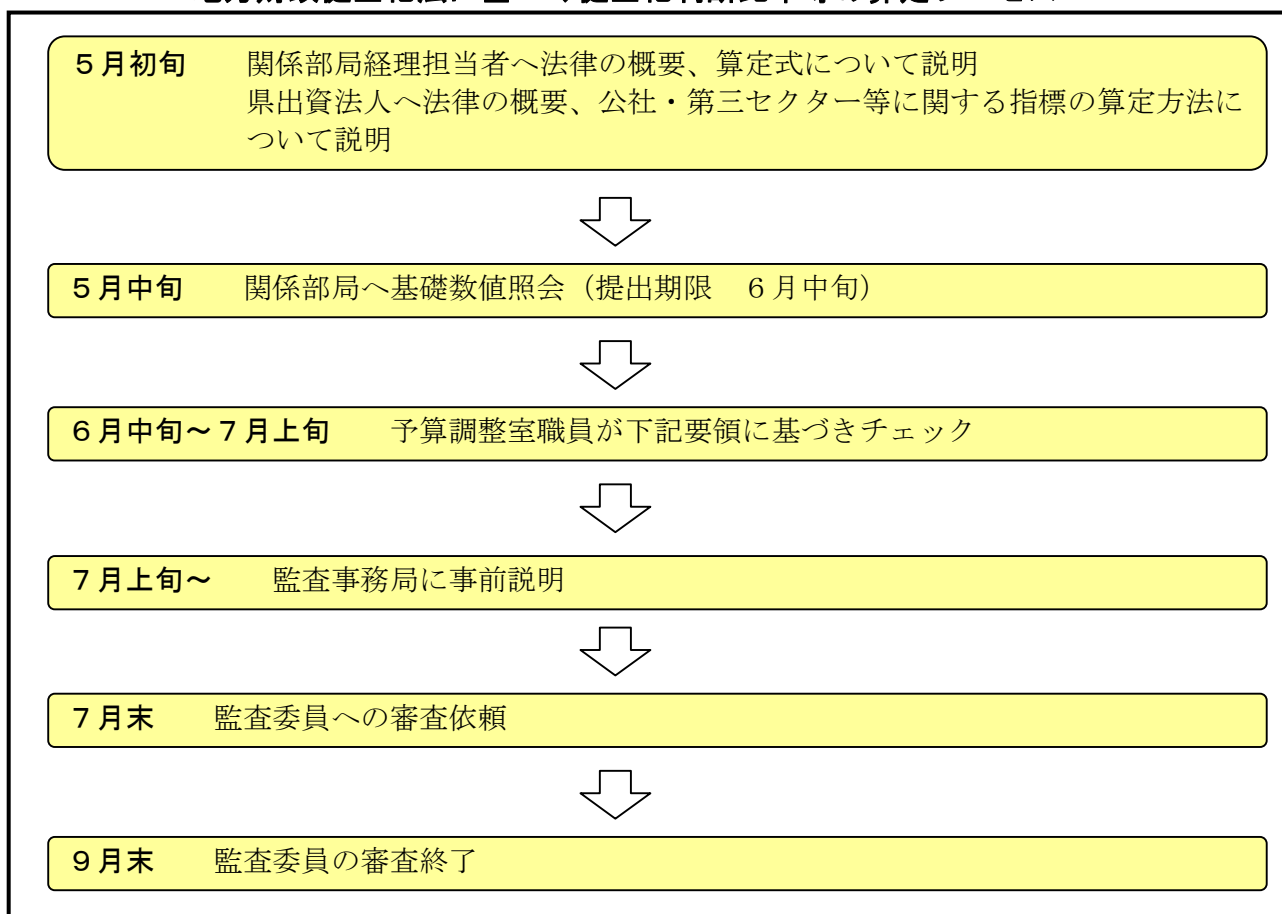 5月初旬 関係部局経理担当者へ法律の概要、算定式について説明
県出資法人へ法律の概要、公社・第三セクター等に関する指標の算定方法に
ついて説明
5月中旬 関係部局へ基礎数値照会（提出期限 6月中旬）
6月中旬～7月上旬 予算調整室職員が下記要領に基づきチェック
7月上旬～ 監査事務局に事前説明
7月末 監査委員への審査依頼
9月末 監査委員の審査終了